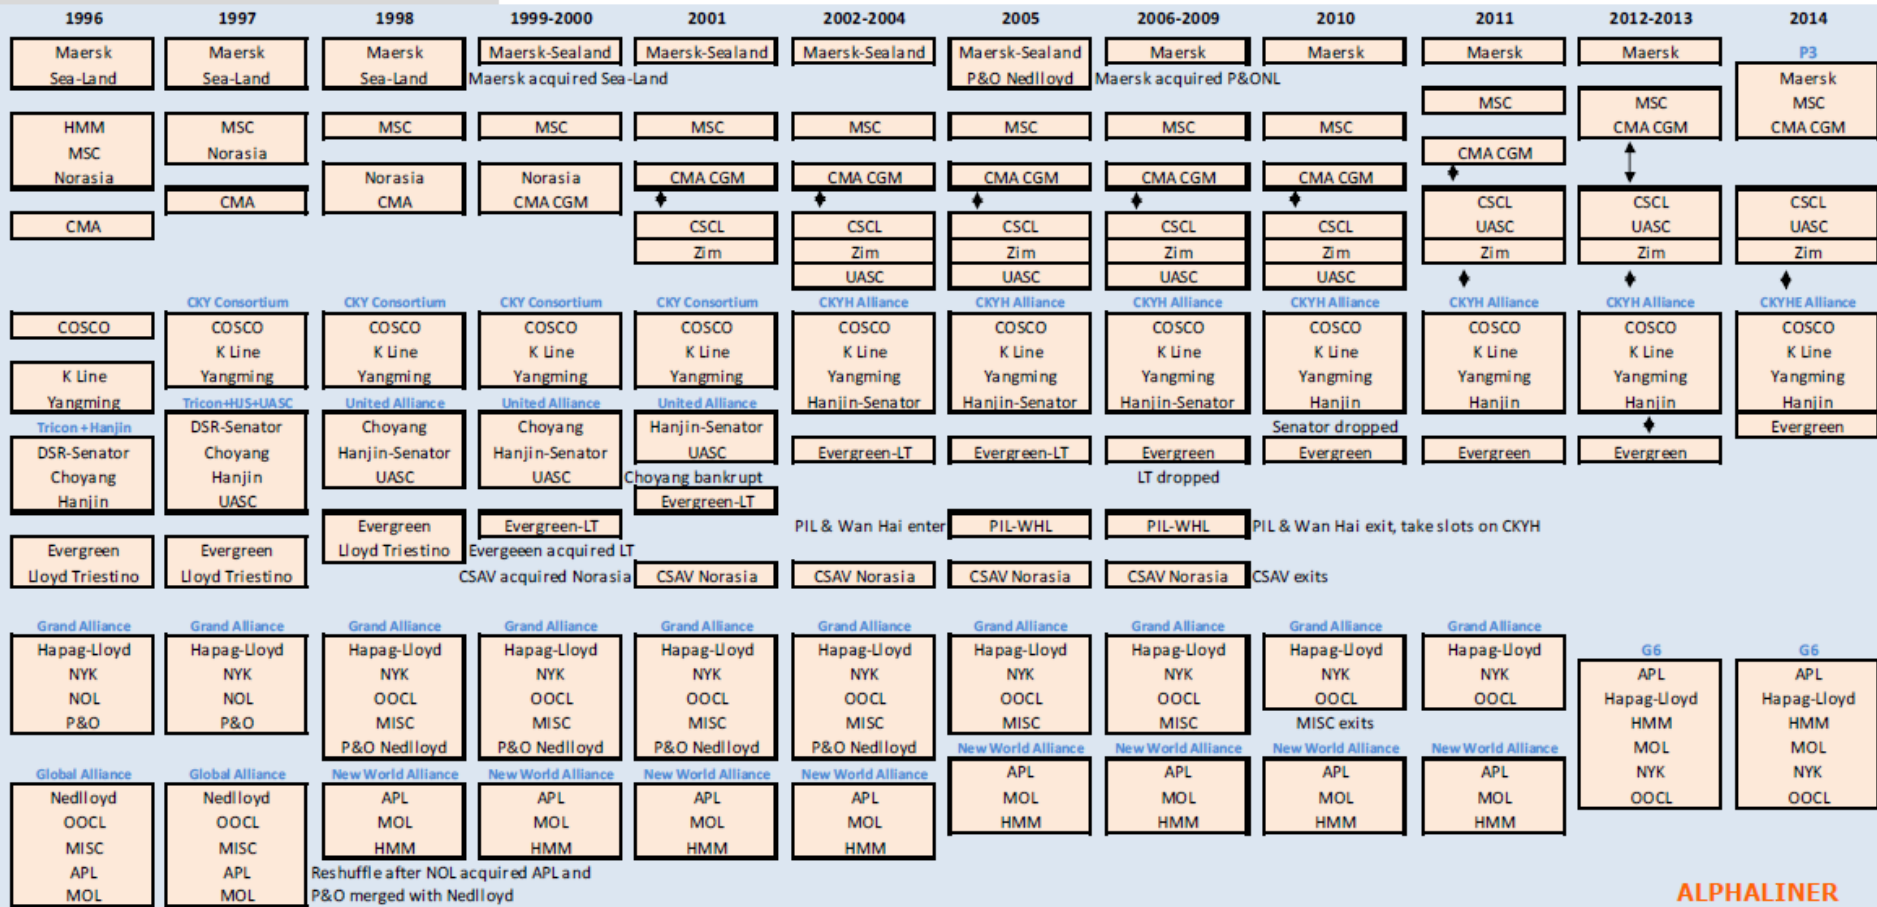 1996
1997
1998
1999-2000
2001
2002-2004
2005
2006-2009
2010
2011
2012-2013
2014
Maersk
Sea-Land
HMM
MSC
Norasia
CMA
COSCO
K Line
Yangming
Tricon + Hanjin
DSR-Senator
Choyang
Hanjin
Evergreen
Lloyd Triestino
Grand Alliance
Hapag-Lloyd
NYK
NOL
P&O
Global Alliance
Nedlloyd
OOCL
MISC
APL
MOL
Maersk
Sea-Land
MSC
Norasia
CMA
CKY Consortium
COSCO
K Line
Yangming
Tricon+HJS+UASC
DSR-Senator
Choyang
Hanjin
UASC
Evergreen
Lloyd Triestino
Grand Alliance
Hapag-Lloyd
NYK
NOL
P&O
Global Alliance
Nedlloyd
OOCL
MISC
APL
MOL
Maersk
Sea-Land
MSC
Norasia
CMA
CKY Consortium
COSCO
K Line
Yangming
United Alliance
Choyang
Hanjin-Senator
UASC
Evergreen
Lloyd Triestino
Grand Alliance
Hapag-Lloyd
NYK
OOCL
MISC
P&O Nedlloyd
New World Alliance
APL
MOL
HMM
Reshuffle after NOL acquired APL and
P&O merged with Nedlloyd
Maersk-Sealand
Maersk acquired Sea-Land
MSC
Norasia
CMA CGM
CKY Consortium
COSCO
K Line
Yangming
United Alliance
Choyang
Hanjin-Senator
UASC
Evergreen-LT
Evergeeen acquired LT
CSAV acquired Norasia
Grand Alliance
Hapag-Lloyd
NYK
OOCL
MISC
P&O Nedlloyd
New World Alliance
APL
MOL
HMM
Maersk-Sealand
MSC
CMA CGM
CSCL
Zim
CKY Consortium
COSCO
K Line
Yangming
United Alliance
Hanjin-Senator
UASC
Choyang bankrupt
Evergreen-LT
CSAV Norasia
Grand Alliance
Hapag-Lloyd
NYK
OOCL
MISC
P&O Nedlloyd
New World Alliance
APL
MOL
HMM
Maersk-Sealand
MSC
CMA CGM
CSCL
Zim
UASC
CKYH Alliance
COSCO
K Line
Yangming
Hanjin-Senator
Evergreen-LT
PIL & Wan Hai enter
CSAV Norasia
Grand Alliance
Hapag-Lloyd
NYK
OOCL
MISC
P&O Nedlloyd
New World Alliance
APL
MOL
HMM
Maersk-Sealand
P&O Nedlloyd
MSC
CMA CGM
CSCL
Zim
UASC
CKYH Alliance
COSCO
K Line
Yangming
Hanjin-Senator
Evergreen-LT
PIL-WHL
CSAV Norasia
Grand Alliance
Hapag-Lloyd
NYK
OOCL
MISC
New World Alliance
APL
MOL
HMM
Maersk
Maersk acquired P&ONL
MSC
CMA CGM
CSCL
Zim
UASC
CKYH Alliance
COSCO
K Line
Yangming
Hanjin-Senator
Evergreen
LT dropped
PIL-WHL
PIL & Wan Hai exit, take slots on CKYH
CSAV Norasia
CSAV exits
Grand Alliance
Hapag-Lloyd
NYK
OOCL
MISC
New World Alliance
APL
MOL
HMM
Maersk
MSC
CMA CGM
CSCL
Zim
UASC
CKYH Alliance
COSCO
K Line
Yangming
Hanjin
Senator dropped
Evergreen
Grand Alliance
Hapag-Lloyd
NYK
OOCL
MISC exits
New World Alliance
APL
MOL
HMM
Maersk
MSC
CMA CGM
CSCL
UASC
Zim
CKYH Alliance
COSCO
K Line
Yangming
Hanjin
Evergreen
Grand Alliance
Hapag-Lloyd
NYK
OOCL
New World Alliance
APL
MOL
HMM
Maersk
MSC
CMA CGM
CSCL
UASC
Zim
CKYH Alliance
COSCO
K Line
Yangming
Hanjin
Evergreen
G6
APL
Hapag-Lloyd
HMM
MOL
NYK
OOCL
P3
Maersk
MSC
CMA CGM
CSCL
UASC
Zim
CKYHE Alliance
COSCO
K Line
Yangming
Hanjin
Evergreen
G6
APL
Hapag-Lloyd
HMM
MOL
NYK
OOCL
ALPHALINER